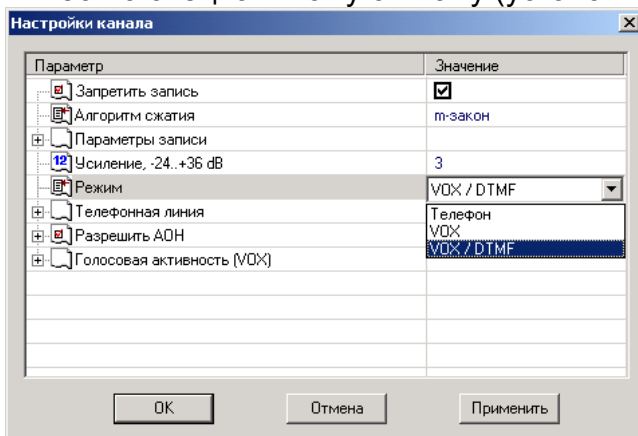 Настройки канала
Параметр Значение
Запретить запись
Алгоритм сжатия m-закон
Параметры записи
12 Усиление, -24..+36 dB 3
Режим VOX / DTMF
Телефонная линия Телефон
VOX
Разрешить АОН VOX / DTMF
Голосовая активность (VOX)
OK Отмена Применить